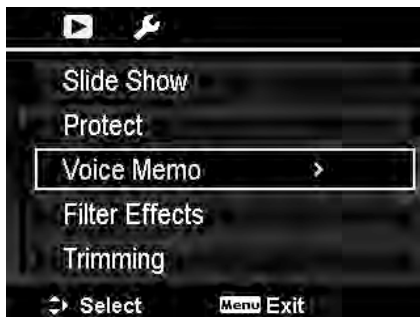 Slide Show
Protect
Voice Memo
Filter Effects
Trimming
Select Menu Exit